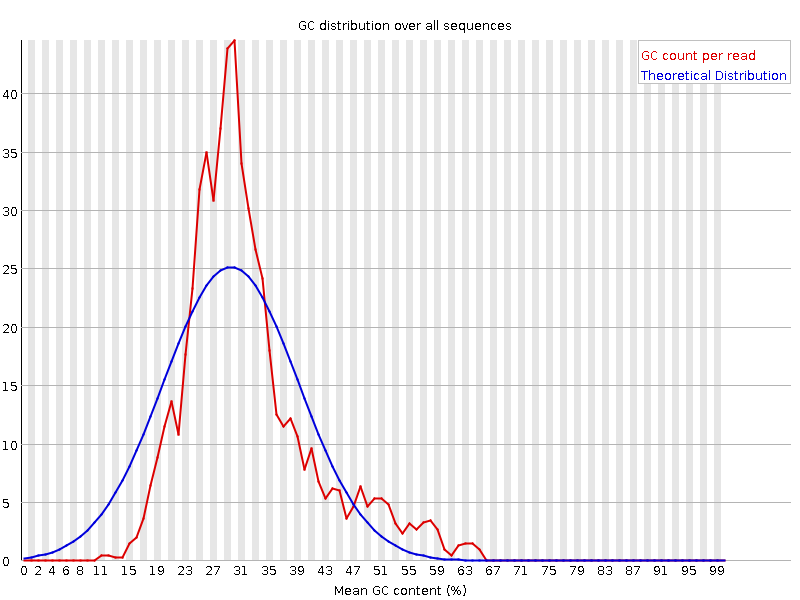 GC distribution over all sequences
GC count per read
Theoretical Distribution
40
35
30
25
20
15
10
5
0
0 2 4 6 8 11 15 19 23 27 31 35 39 43 47 51 55 59 63 67 71 75 79 83 87 91 95 99
Mean GC content (%)